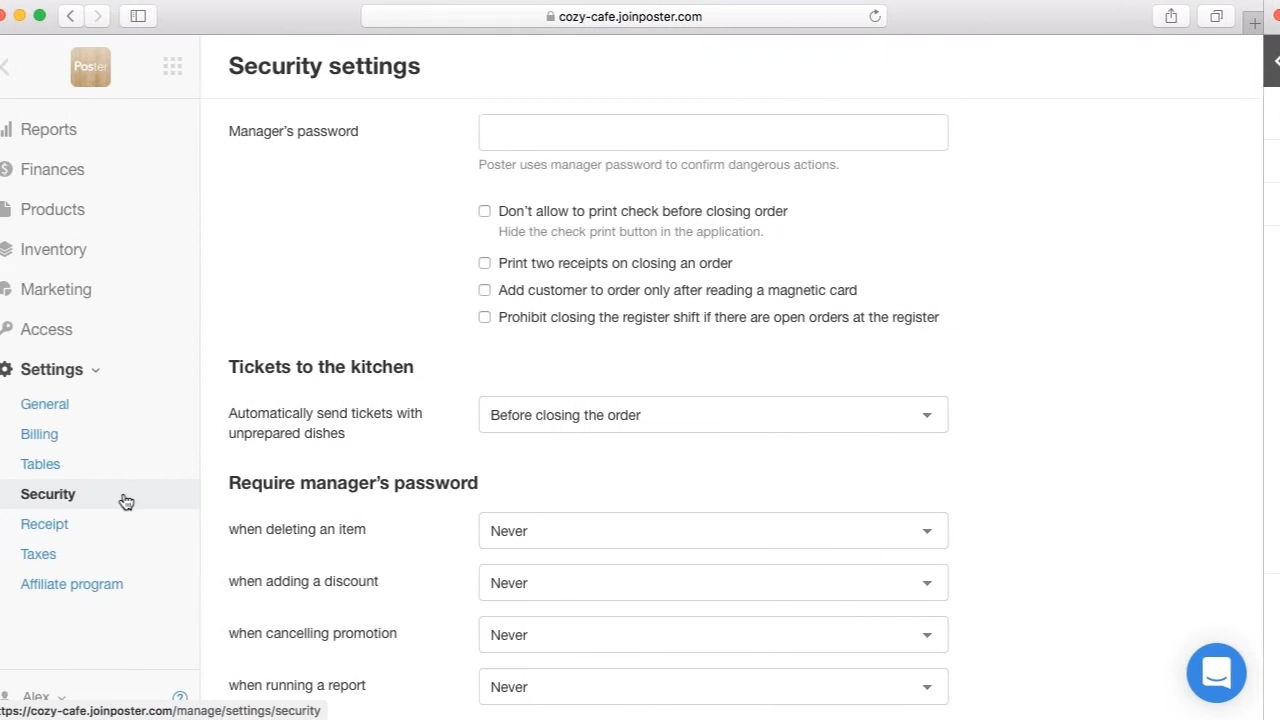 cozy-cafe.joinposter.com
Poster
Security settings
Reports
Finances
Products
Inventory
Marketing
Access
Settings
General
Billing
Tables
Security
Receipt
Taxes
Affiliate program
Alex
?
Manager's password
Poster uses manager password to confirm dangerous actions.
Don't allow to print check before closing order
Hide the check print button in the application.
Print two receipts on closing an order
Add customer to order only after reading a magnetic card
Prohibit closing the register shift if there are open orders at the register
Tickets to the kitchen
Automatically send tickets with
unprepared dishes
Before closing the order
Require manager's password
when deleting an item
Never
when adding a discount
Never
when cancelling promotion
Never
when running a report
Never
ttps://cozy-cafe.joinposter.com/manage/settings/security